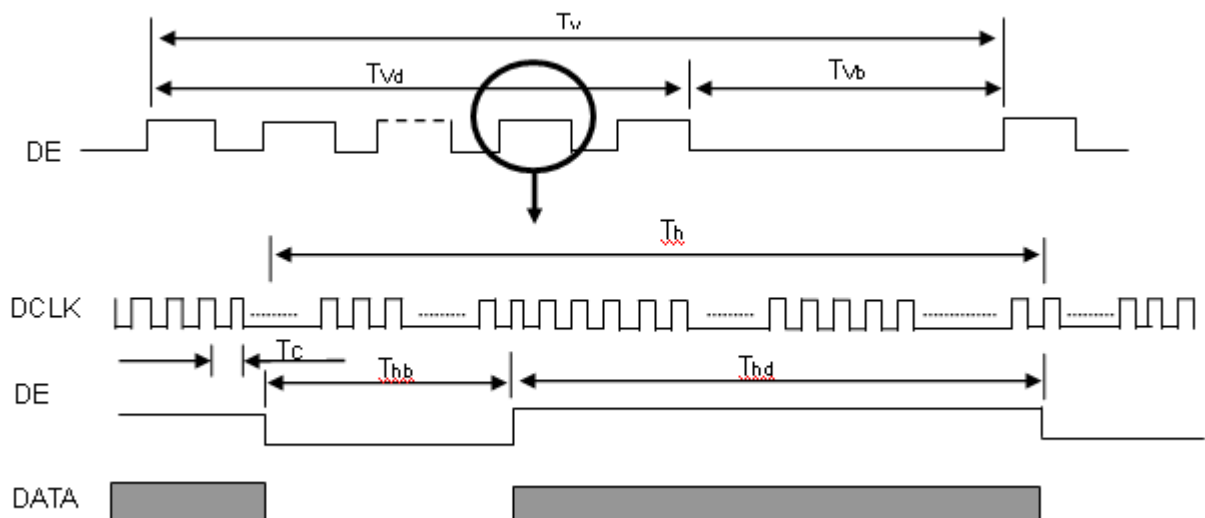 Tv
Tvd
Tvb
DE
Th
DCLK
Tc
Thb
Thd
DE
DATA